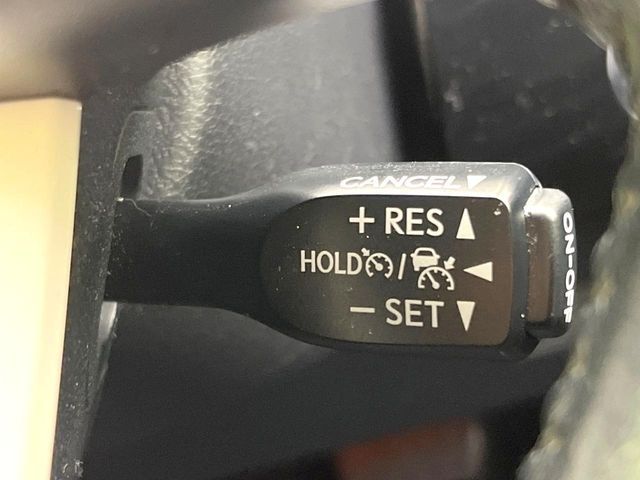 CANCEL▼
+ RES ▲
HOLD / ◀
− SET ▼
ON-OFF